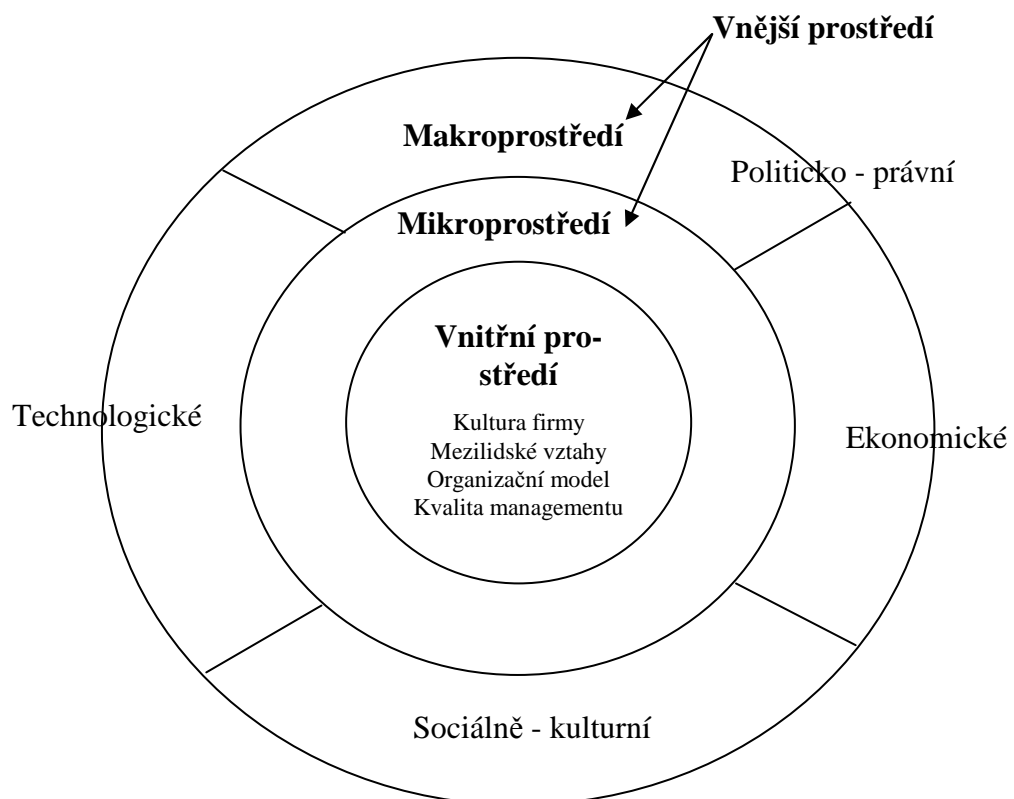 Vnější prostředí
Makroprostředí
Politicko - právní
Mikroprostředí
Vnitřní pro-
středí
Kultura firmy
Mezilidské vztahy
Organizační model
Kvalita managementu
Technologické
Ekonomické
Sociálně - kulturní